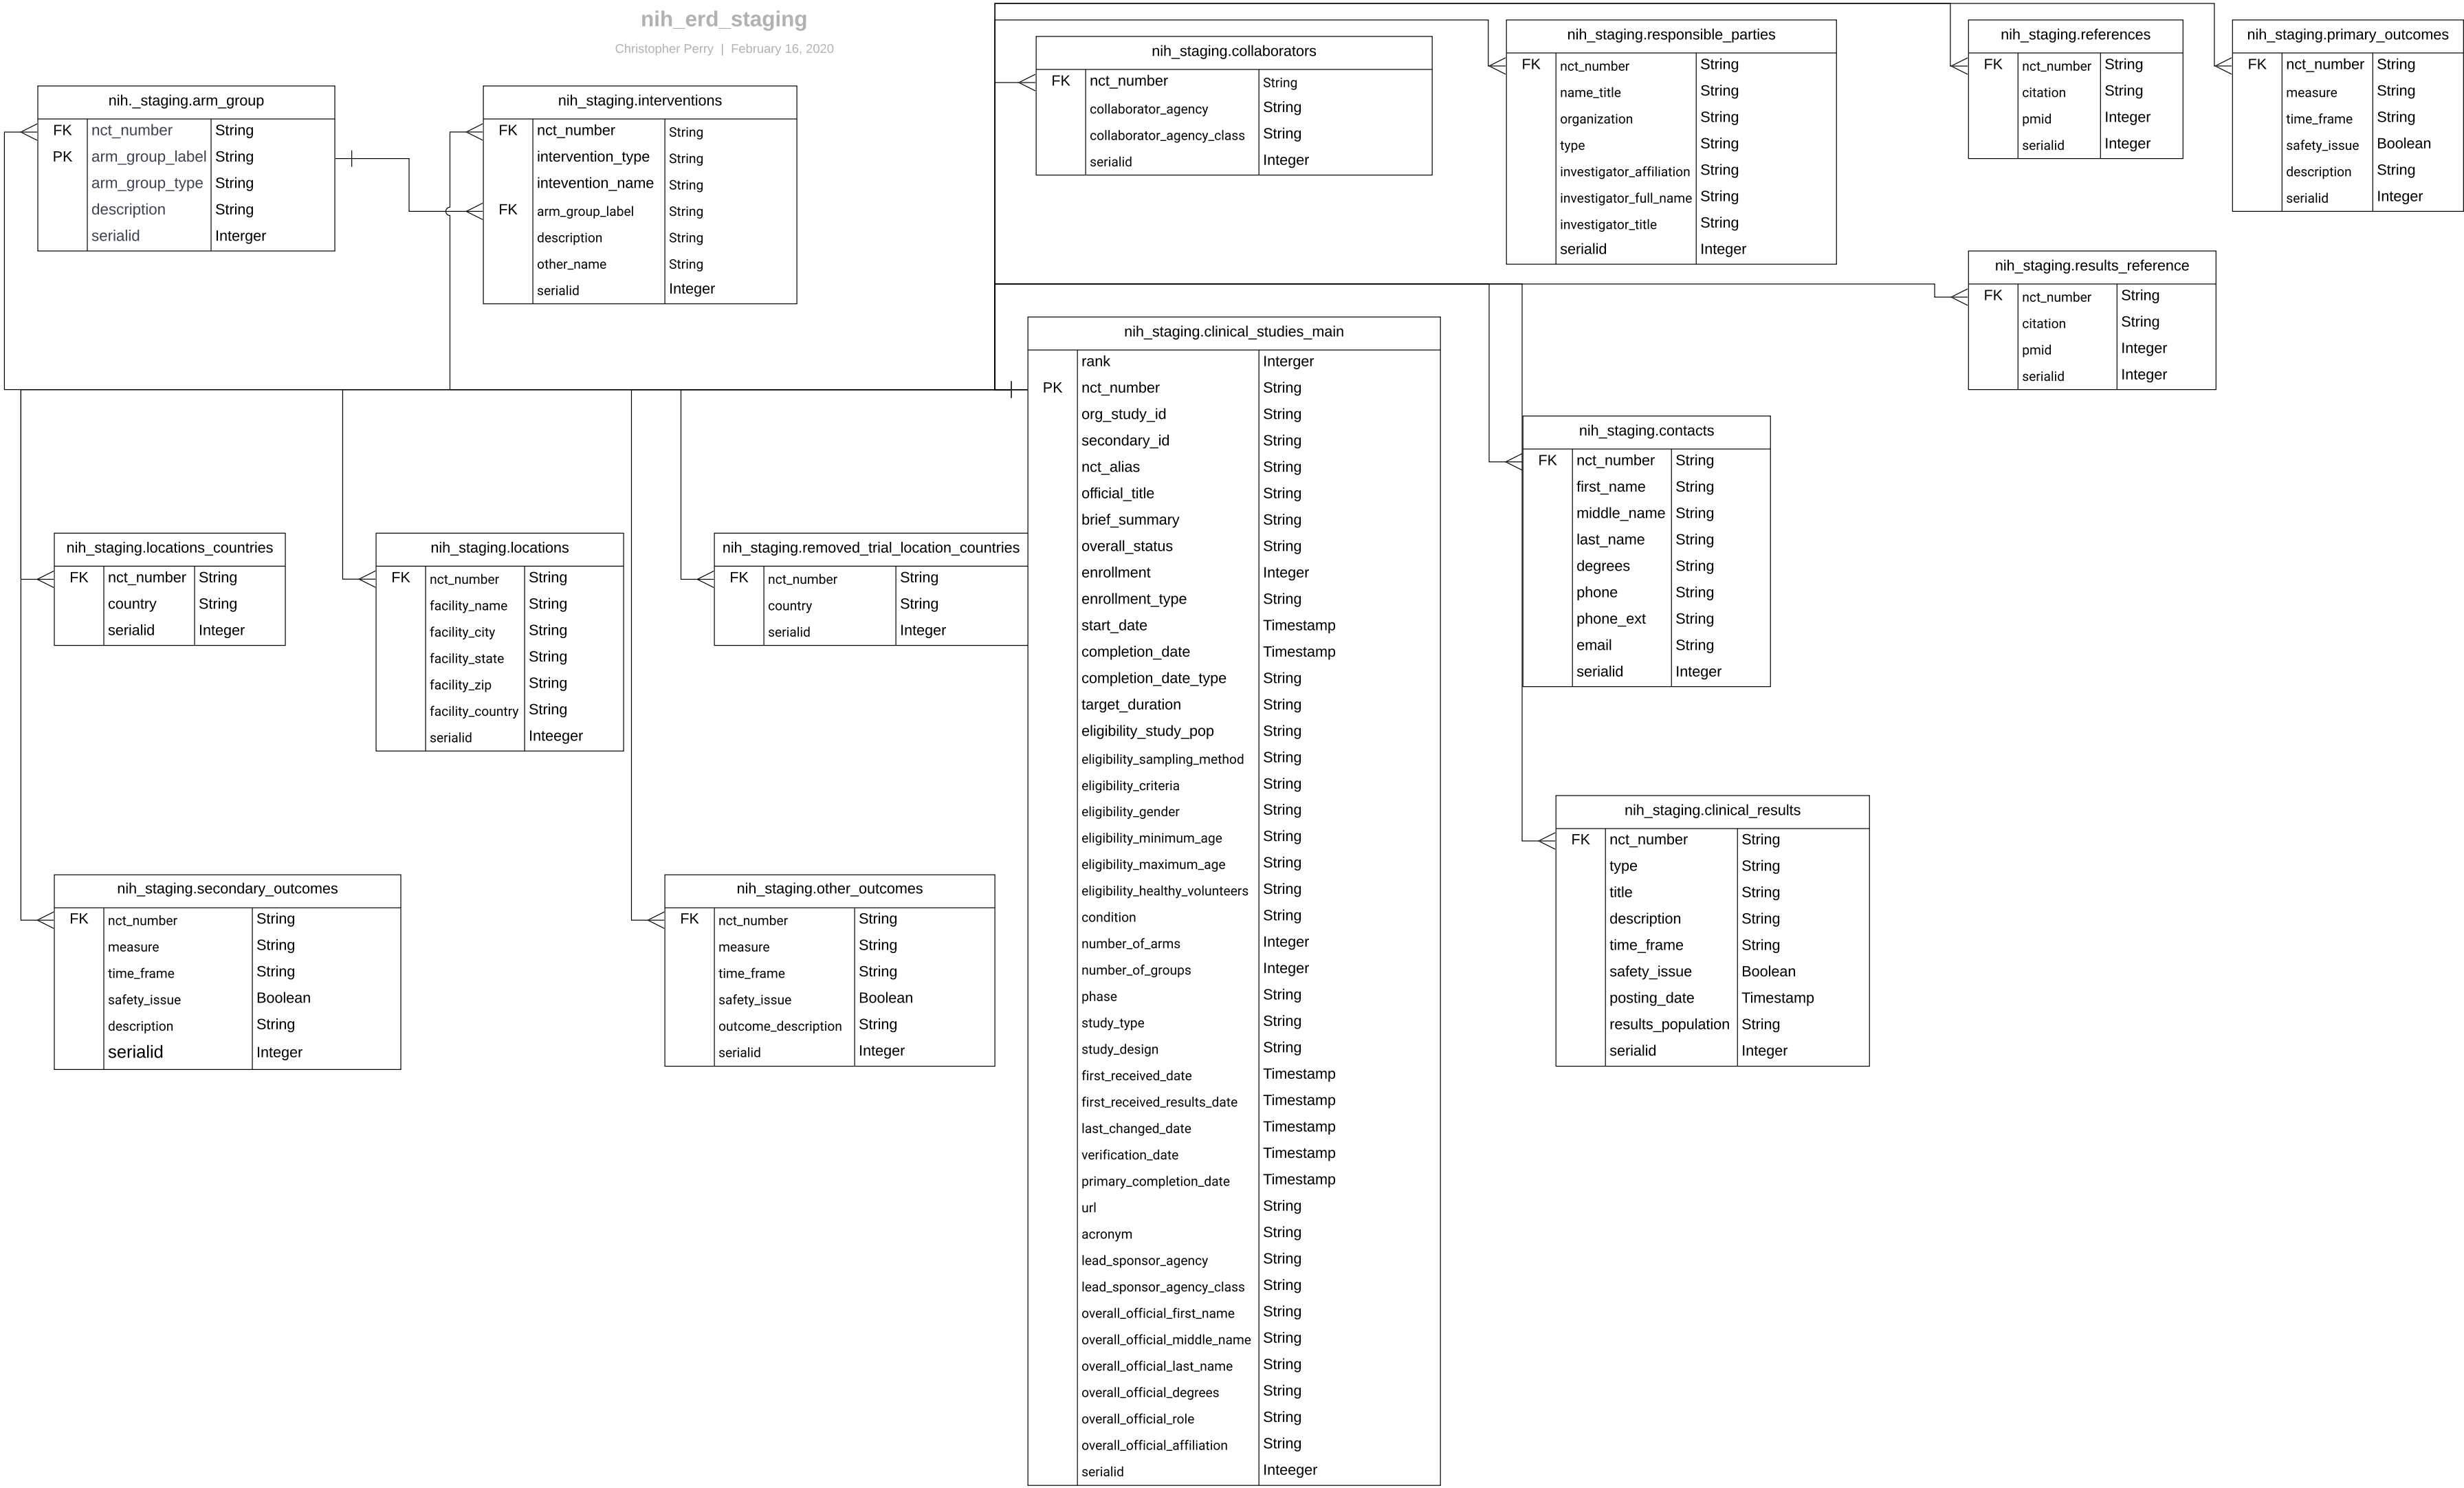 nih_erd_staging
Christopher Perry | February 16, 2020
nih._staging.arm_group
FK nct_number String
PK arm_group_label String
arm_group_type String
description String
serialid Interger
nih_staging.interventions
FK nct_number String
intervention_type String
intevention_name String
FK arm_group_label String
description String
other_name String
serialid Integer
nih_staging.collaborators
FK nct_number String
collaborator_agency String
collaborator_agency_class String
serialid Integer
nih_staging.responsible_parties
FK nct_number String
name_title String
organization String
type String
investigator_affiliation String
investigator_full_name String
investigator_title String
serialid Integer
nih_staging.references
FK nct_number String
citation String
pmid Integer
serialid Integer
nih_staging.primary_outcomes
FK nct_number String
measure String
time_frame String
safety_issue Boolean
description String
serialid Integer
nih_staging.results_reference
FK nct_number String
citation String
pmid Integer
serialid Integer
nih_staging.clinical_studies_main
rank Interger
PK nct_number String
org_study_id String
secondary_id String
nct_alias String
official_title String
brief_summary String
overall_status String
enrollment Integer
enrollment_type String
start_date Timestamp
completion_date Timestamp
completion_date_type String
target_duration String
eligibility_study_pop String
eligibility_sampling_method String
eligibility_criteria String
eligibility_gender String
eligibility_minimum_age String
eligibility_maximum_age String
eligibility_healthy_volunteers String
condition String
number_of_arms Integer
number_of_groups Integer
phase String
study_type String
study_design String
first_received_date Timestamp
first_received_results_date Timestamp
last_changed_date Timestamp
verification_date Timestamp
primary_completion_date Timestamp
url String
acronym String
lead_sponsor_agency String
lead_sponsor_agency_class String
overall_official_first_name String
overall_official_middle_name String
overall_official_last_name String
overall_official_degrees String
overall_official_role String
overall_official_affiliation String
serialid Inteeger
nih_staging.contacts
FK nct_number String
first_name String
middle_name String
last_name String
degrees String
phone String
phone_ext String
email String
serialid Integer
nih_staging.locations_countries
FK nct_number String
country String
serialid Integer
nih_staging.locations
FK nct_number String
facility_name String
facility_city String
facility_state String
facility_zip String
facility_country String
serialid Inteeger
nih_staging.removed_trial_location_countries
FK nct_number String
country String
serialid Integer
nih_staging.clinical_results
FK nct_number String
type String
title String
description String
time_frame String
safety_issue Boolean
posting_date Timestamp
results_population String
serialid Integer
nih_staging.secondary_outcomes
FK nct_number String
measure String
time_frame String
safety_issue Boolean
description String
serialid Integer
nih_staging.other_outcomes
FK nct_number String
measure String
time_frame String
safety_issue Boolean
outcome_description String
serialid Integer